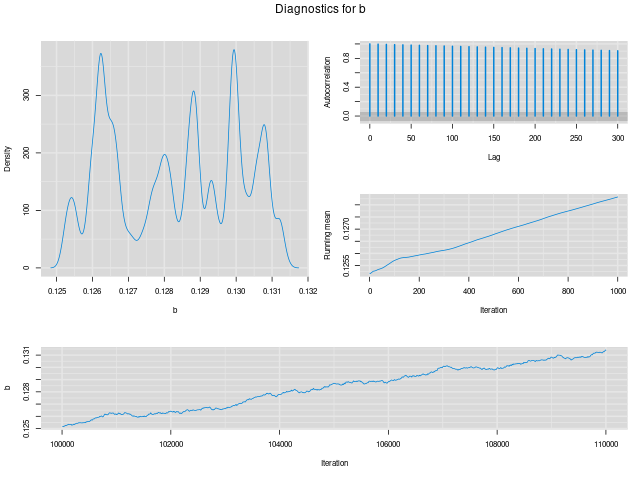 Diagnostics for b
Density
0 100 200 300
0.125 0.126 0.127 0.128 0.129 0.130 0.131 0.132
b
Autocorrelation
0.0 0.4 0.8
0 50 100 150 200 250 300
Lag
Running mean
0.1255 0.1270
0 200 400 600 800 1000
Iteration
b
0.125 0.128 0.131
100000 102000 104000 106000 108000 110000
Iteration